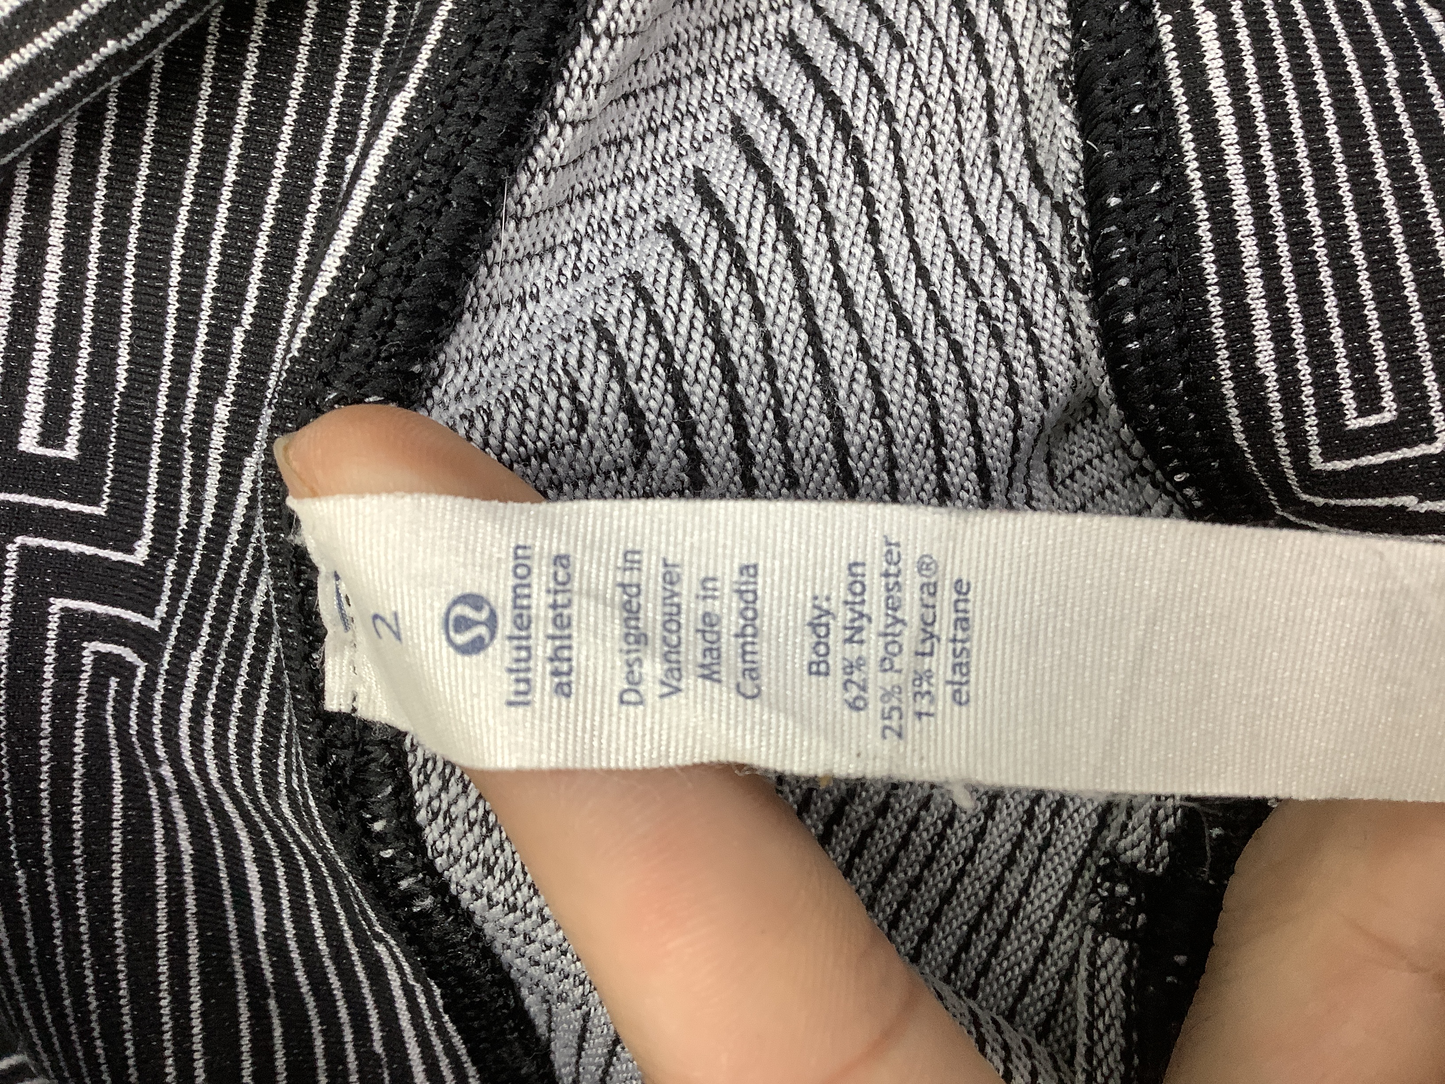 2
lululemon
athletica
Designed in
Vancouver
Made in
Cambodia
Body:
62% Nylon
25% Polyester
13% Lycra®
elastane